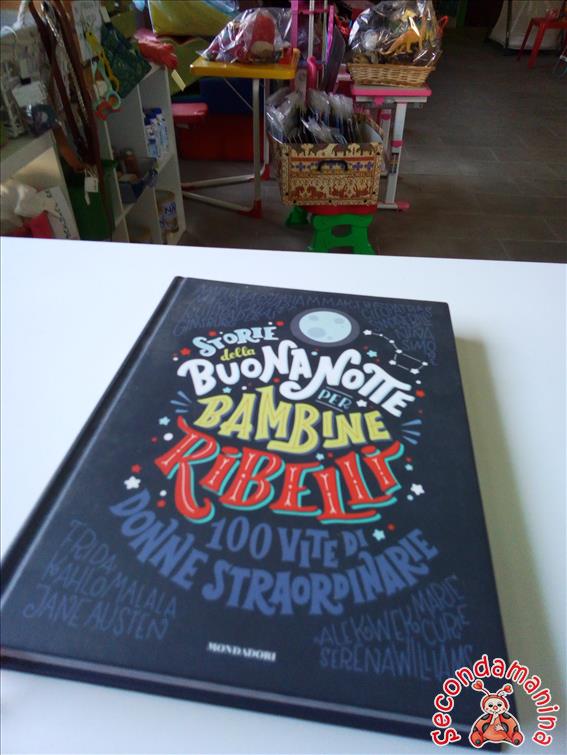 STORIE
della
BUONANOTTE
PER
BAMBINE
RIBELLI
100 VITE DI
DONNE STRAORDINARIE
FRIDA
KAHLO MALALA
JANE AUSTEN
ALEK WEK MARIE
CURIE
SERENA WILLIAMS
MONDADORI
Secondamanina